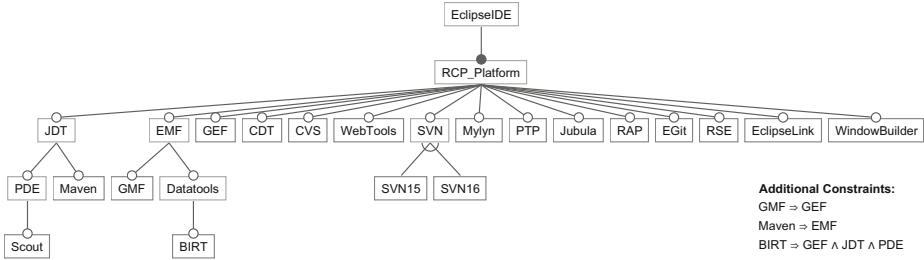 EclipseIDE
RCP_Platform
JDT EMF GEF CDT CVS WebTools SVN Mylyn PTP Jubula RAP EGit RSE EclipseLink WindowBuilder
PDE Maven GMF Datatools SVN15 SVN16
Scout BIRT
Additional Constraints:
GMF ⇒ GEF
Maven ⇒ EMF
BIRT ⇒ GEF ∧ JDT ∧ PDE